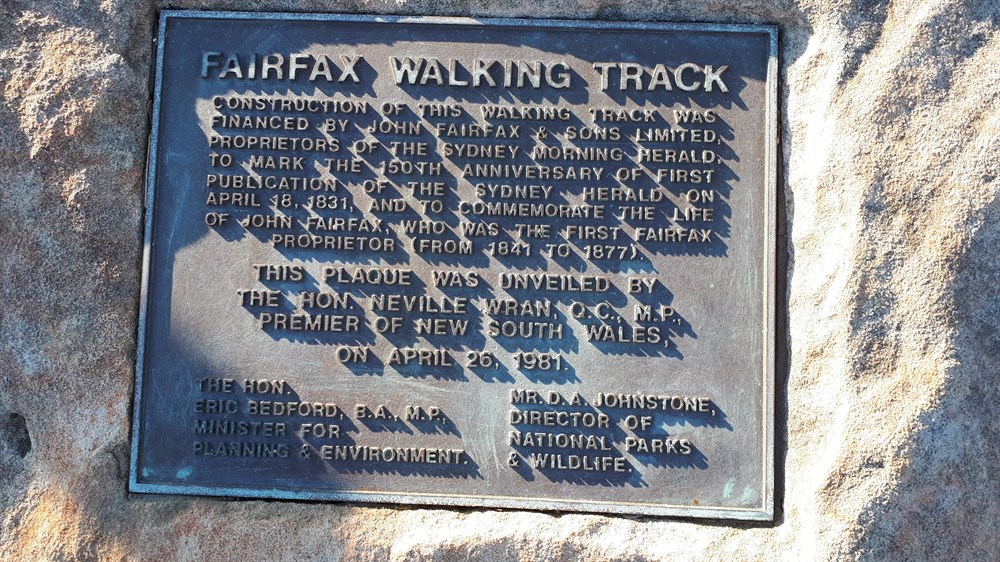 FAIRFAX WALKING TRACK
CONSTRUCTION OF THIS WALKING TRACK WAS
FINANCED BY JOHN FAIRFAX & SONS LIMITED,
PROPRIETORS OF THE SYDNEY MORNING HERALD,
TO MARK THE 150TH ANNIVERSARY OF FIRST
PUBLICATION OF THE SYDNEY HERALD ON
APRIL 18, 1831, AND TO COMMEMORATE THE LIFE
OF JOHN FAIRFAX, WHO WAS THE FIRST FAIRFAX
PROPRIETOR (FROM 1841 TO 1877).
THIS PLAQUE WAS UNVEILED BY
THE HON. NEVILLE WRAN, Q.C., M.P.,
PREMIER OF NEW SOUTH WALES,
ON APRIL 26, 1981.
THE HON.
ERIC BEDFORD, B.A., M.P.,
MINISTER FOR
PLANNING & ENVIRONMENT.
MR. D.A. JOHNSTONE,
DIRECTOR OF
NATIONAL PARKS
& WILDLIFE.